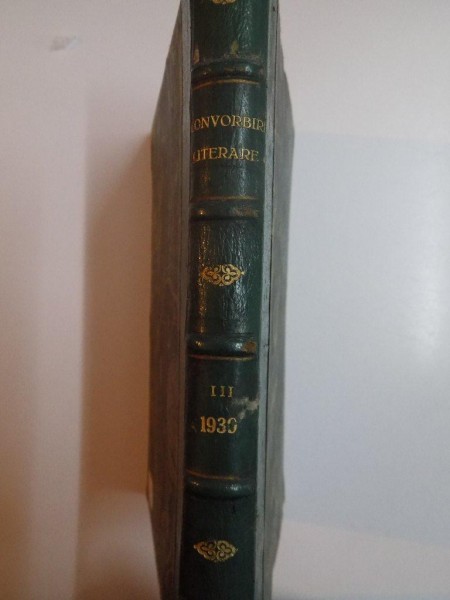 CONVORBIRI
LITERARE
III
1930